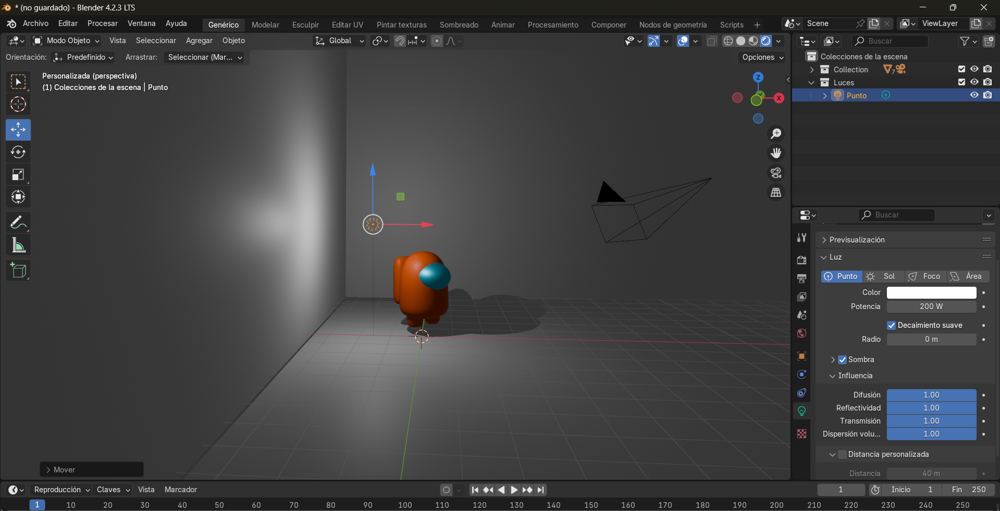 * (no guardado) - Blender 4.2.3 LTS
Archivo Editar Procesar Ventana Ayuda Genérico Modelar Esculpir Editar UV Pintar texturas Sombreado Animar Procesamiento Componer Nodos de geometría Scripts + Scene ViewLayer
Modo Objeto Vista Seleccionar Agregar Objeto Global Buscar
Orientación: Predefinido Arrastrar: Seleccionar (Mar... Opciones
Colecciones de la escena
Collection 7
Luces
Punto
Personalizada (perspectiva)
(1) Colecciones de la escena | Punto
Z
Y
X
Buscar
Previsualización
Luz
Punto Sol Foco Área
Color
Potencia 200 W
Decaimiento suave
Radio 0 m
Sombra
Influencia
Difusión 1.00
Reflectividad 1.00
Transmisión 1.00
Dispersión volu... 1.00
Distancia personalizada
Distancia 40 m
Mover
Reproducción Claves Vista Marcador 1 Inicio 1 Fin 250
1 10 20 30 40 50 60 70 80 90 100 110 120 130 140 150 160 170 180 190 200 210 220 230 240 250